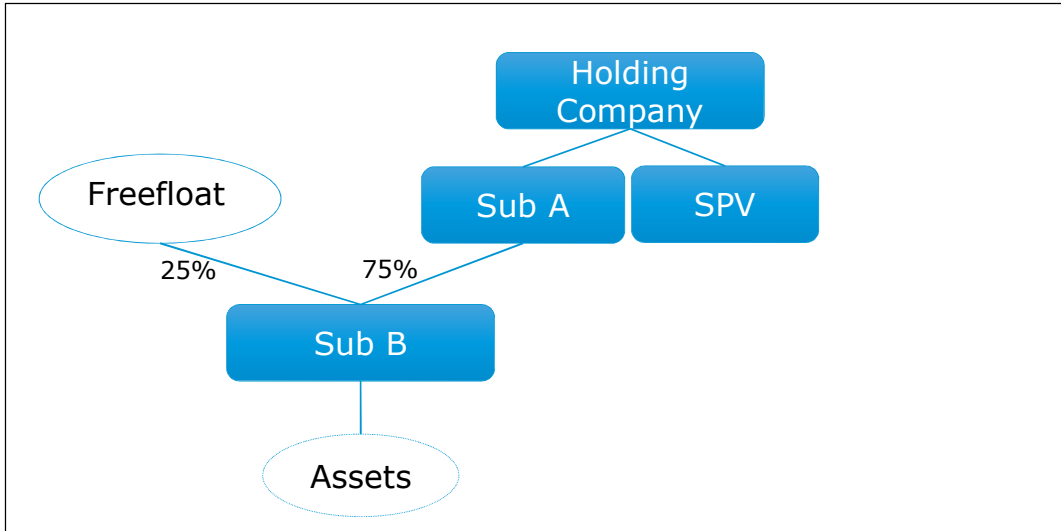 Holding
Company
Freefloat
Sub A
SPV
25%
75%
Sub B
Assets